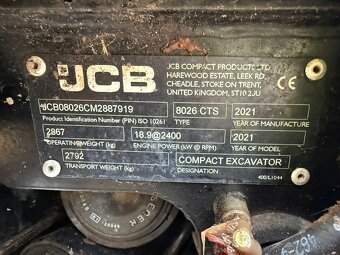 JCB
JCB COMPACT PRODUCTS LTD
HAREWOOD ESTATE, LEEK RD,
CHEADLE, STOKE ON TRENT,
UNITED KINGDOM, ST10 2JU
CE
JCB08026CM2887919 8026 CTS 2021
Product Identification Number (PIN) ISO 10261 TYPE YEAR OF MANUFACTURE
2867 18.9@2400 2021
OPERATING WEIGHT (kg) ENGINE POWER (kW @ RPM) YEAR OF MODEL
2792 COMPACT EXCAVATOR
TRANSPORT WEIGHT (kg) DESIGNATION
400/L1044